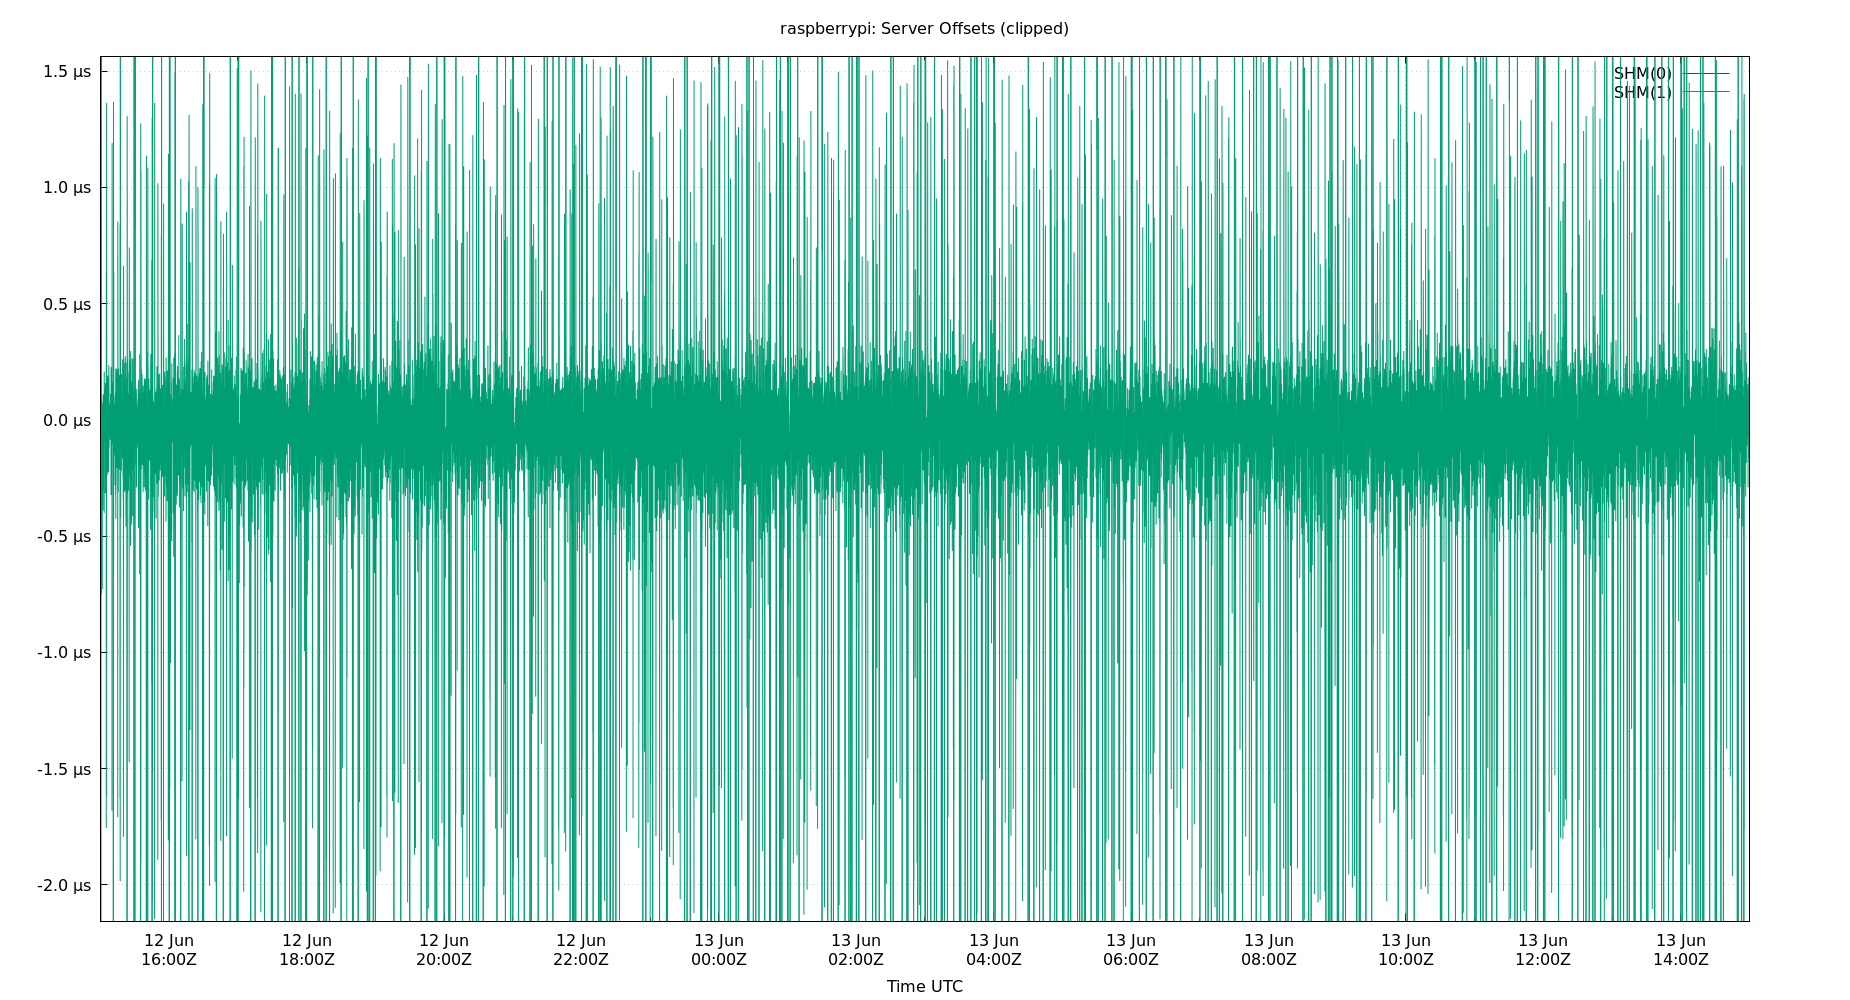 raspberrypi: Server Offsets (clipped)
1.5 µs
1.0 µs
0.5 µs
0.0 µs
-0.5 µs
-1.0 µs
-1.5 µs
-2.0 µs
SHM(0)
SHM(1)
12 Jun 12 Jun 12 Jun 12 Jun 13 Jun 13 Jun 13 Jun 13 Jun 13 Jun 13 Jun 13 Jun 13 Jun
16:00Z 18:00Z 20:00Z 22:00Z 00:00Z 02:00Z 04:00Z 06:00Z 08:00Z 10:00Z 12:00Z 14:00Z
Time UTC